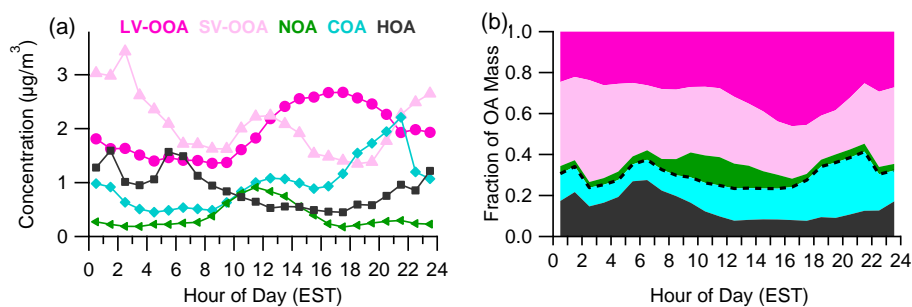 (a) LV-OOA SV-OOA NOA COA HOA
Concentration (µg/m³)
3
2
1
0
0 2 4 6 8 10 12 14 16 18 20 22 24
Hour of Day (EST)
(b)
Fraction of OA Mass
1.0
0.8
0.6
0.4
0.2
0.0
0 2 4 6 8 10 12 14 16 18 20 22 24
Hour of Day (EST)